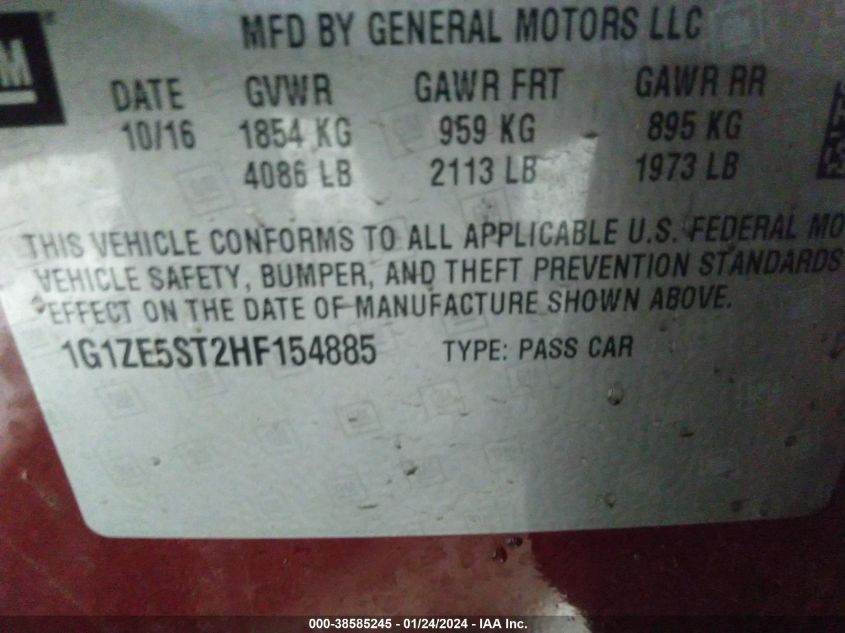 MFD BY GENERAL MOTORS LLC
DATE GVWR GAWR FRT GAWR RR
10/16 1854 KG 959 KG 895 KG
4086 LB 2113 LB 1973 LB
THIS VEHICLE CONFORMS TO ALL APPLICABLE U.S. FEDERAL MO
VEHICLE SAFETY, BUMPER, AND THEFT PREVENTION STANDARDS
EFFECT ON THE DATE OF MANUFACTURE SHOWN ABOVE.
1G1ZE5ST2HF154885 TYPE: PASS CAR
000-38585245 - 01/24/2024 - IAA Inc.